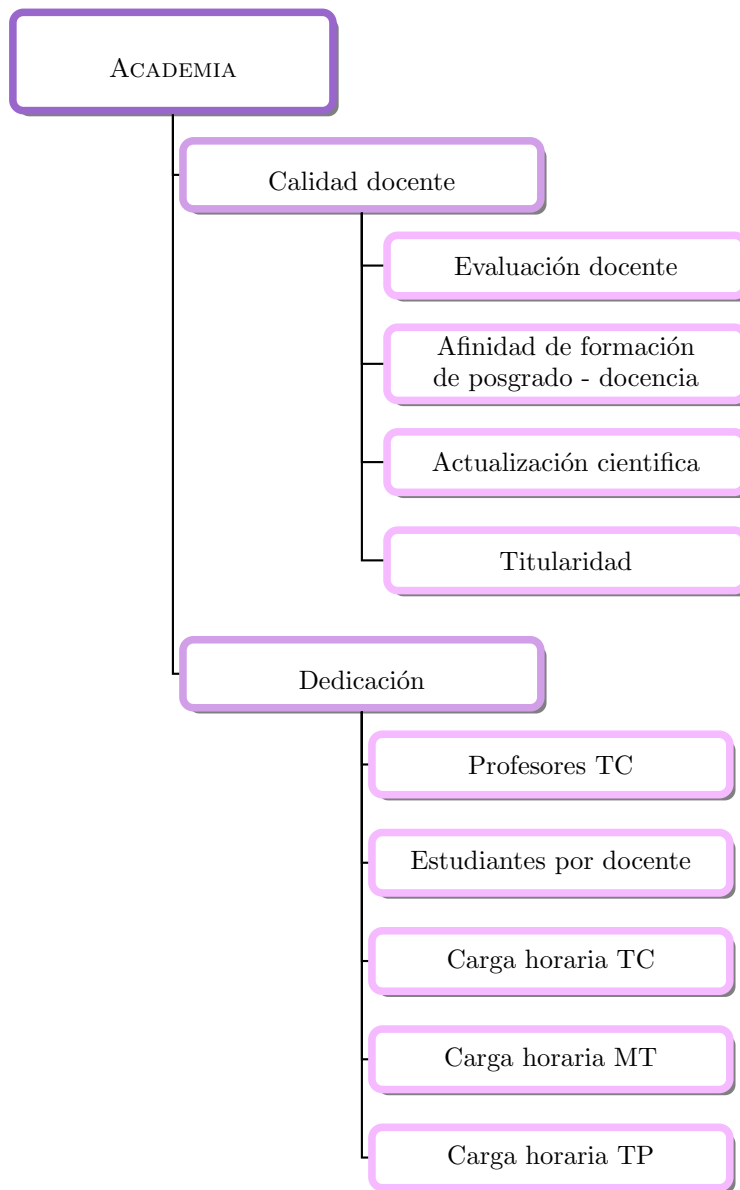 ACADEMIA
Calidad docente
Evaluación docente
Afinidad de formación
de posgrado - docencia
Actualización cientifica
Titularidad
Dedicación
Profesores TC
Estudiantes por docente
Carga horaria TC
Carga horaria MT
Carga horaria TP